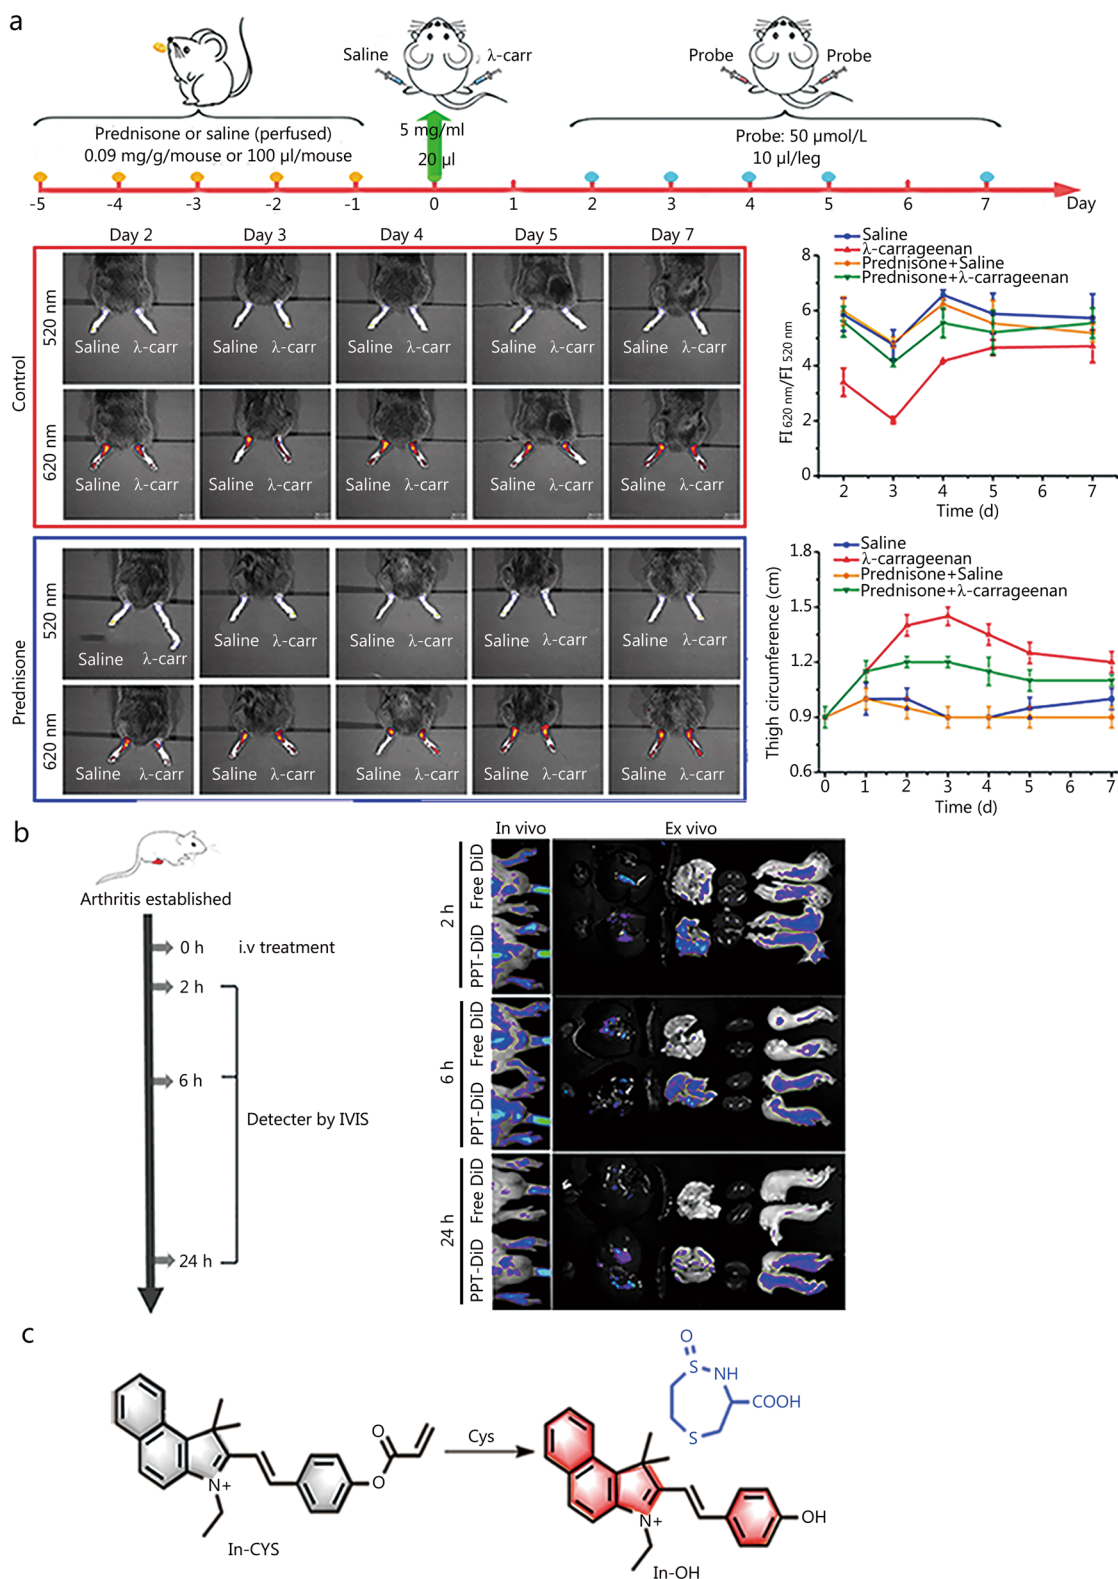 a
Saline
λ-carr
Probe
Probe
Prednisone or saline (perfused)
0.09 mg/g/mouse or 100 μl/mouse
5 mg/ml
20 μl
Probe: 50 μmol/L
10 μl/leg
-5 -4 -3 -2 -1 0 1 2 3 4 5 6 7 Day
Day 2 Day 3 Day 4 Day 5 Day 7
Control
520 nm
Saline λ-carr Saline λ-carr Saline λ-carr Saline λ-carr Saline λ-carr
620 nm
Saline λ-carr Saline λ-carr Saline λ-carr Saline λ-carr Saline λ-carr
Prednisone
520 nm
Saline λ-carr Saline λ-carr Saline λ-carr Saline λ-carr Saline λ-carr
620 nm
Saline λ-carr Saline λ-carr Saline λ-carr Saline λ-carr Saline λ-carr
Saline
λ-carrageenan
Prednisone+Saline
Prednisone+λ-carrageenan
FI 620 nm/FI 520 nm
8
6
4
2
0
2 3 4 5 6 7
Time (d)
Saline
λ-carrageenan
Prednisone+Saline
Prednisone+λ-carrageenan
Thigh circumference (cm)
1.8
1.5
1.2
0.9
0.6
0 1 2 3 4 5 6 7
Time (d)
b
Arthritis established
0 h i.v treatment
2 h
6 h
Detecter by IVIS
24 h
In vivo Ex vivo
2 h
Free DiD
PPT-DiD
6 h
Free DiD
PPT-DiD
24 h
Free DiD
PPT-DiD
c
O
O
N+
In-CYS
Cys
O
S
NH
COOH
S
N+
OH
In-OH